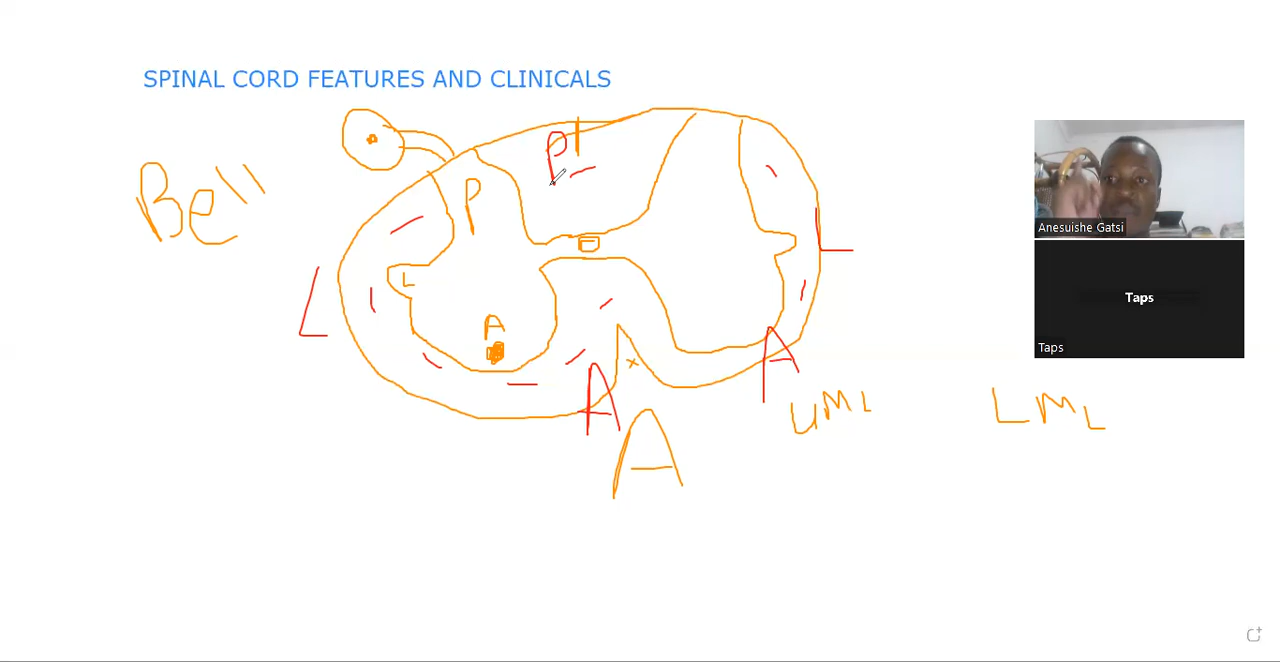 SPINAL CORD FEATURES AND CLINICALS
P
Bell
P
Anesuishe Gatsi
L
L
L
Taps
A
A
Taps
x
A
UML
LML
A